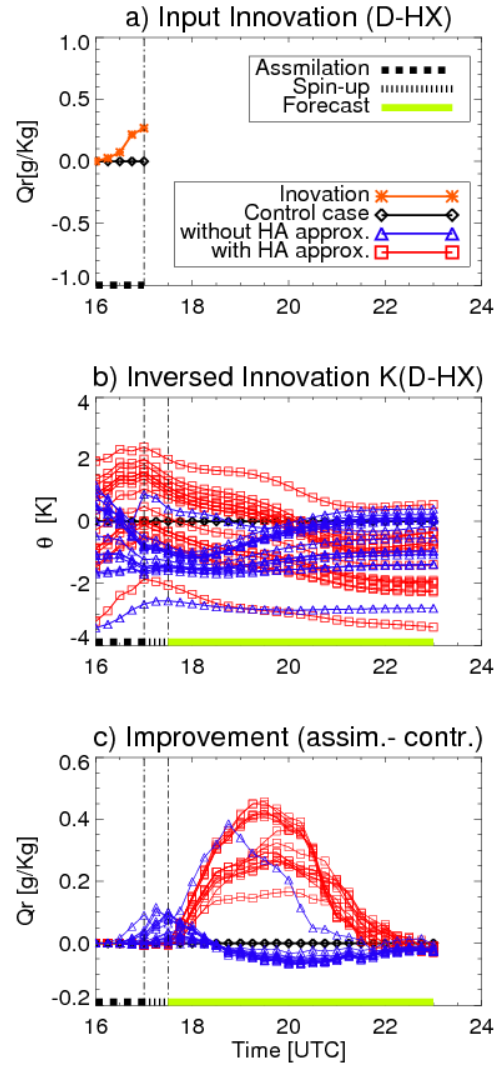 a) Input Innovation (D-HX)
Qr[g/Kg]
1.0
0.5
0.0
-0.5
-1.0
Assmilation
Spin-up
Forecast
Inovation
Control case
without HA approx.
with HA approx.
16 18 20 22 24
b) Inversed Innovation K(D-HX)
θ [K]
4
2
0
-2
-4
16 18 20 22 24
c) Improvement (assim.- contr.)
Qr[g/Kg]
0.6
0.4
0.2
0.0
-0.2
16 18 20 22 24
Time [UTC]